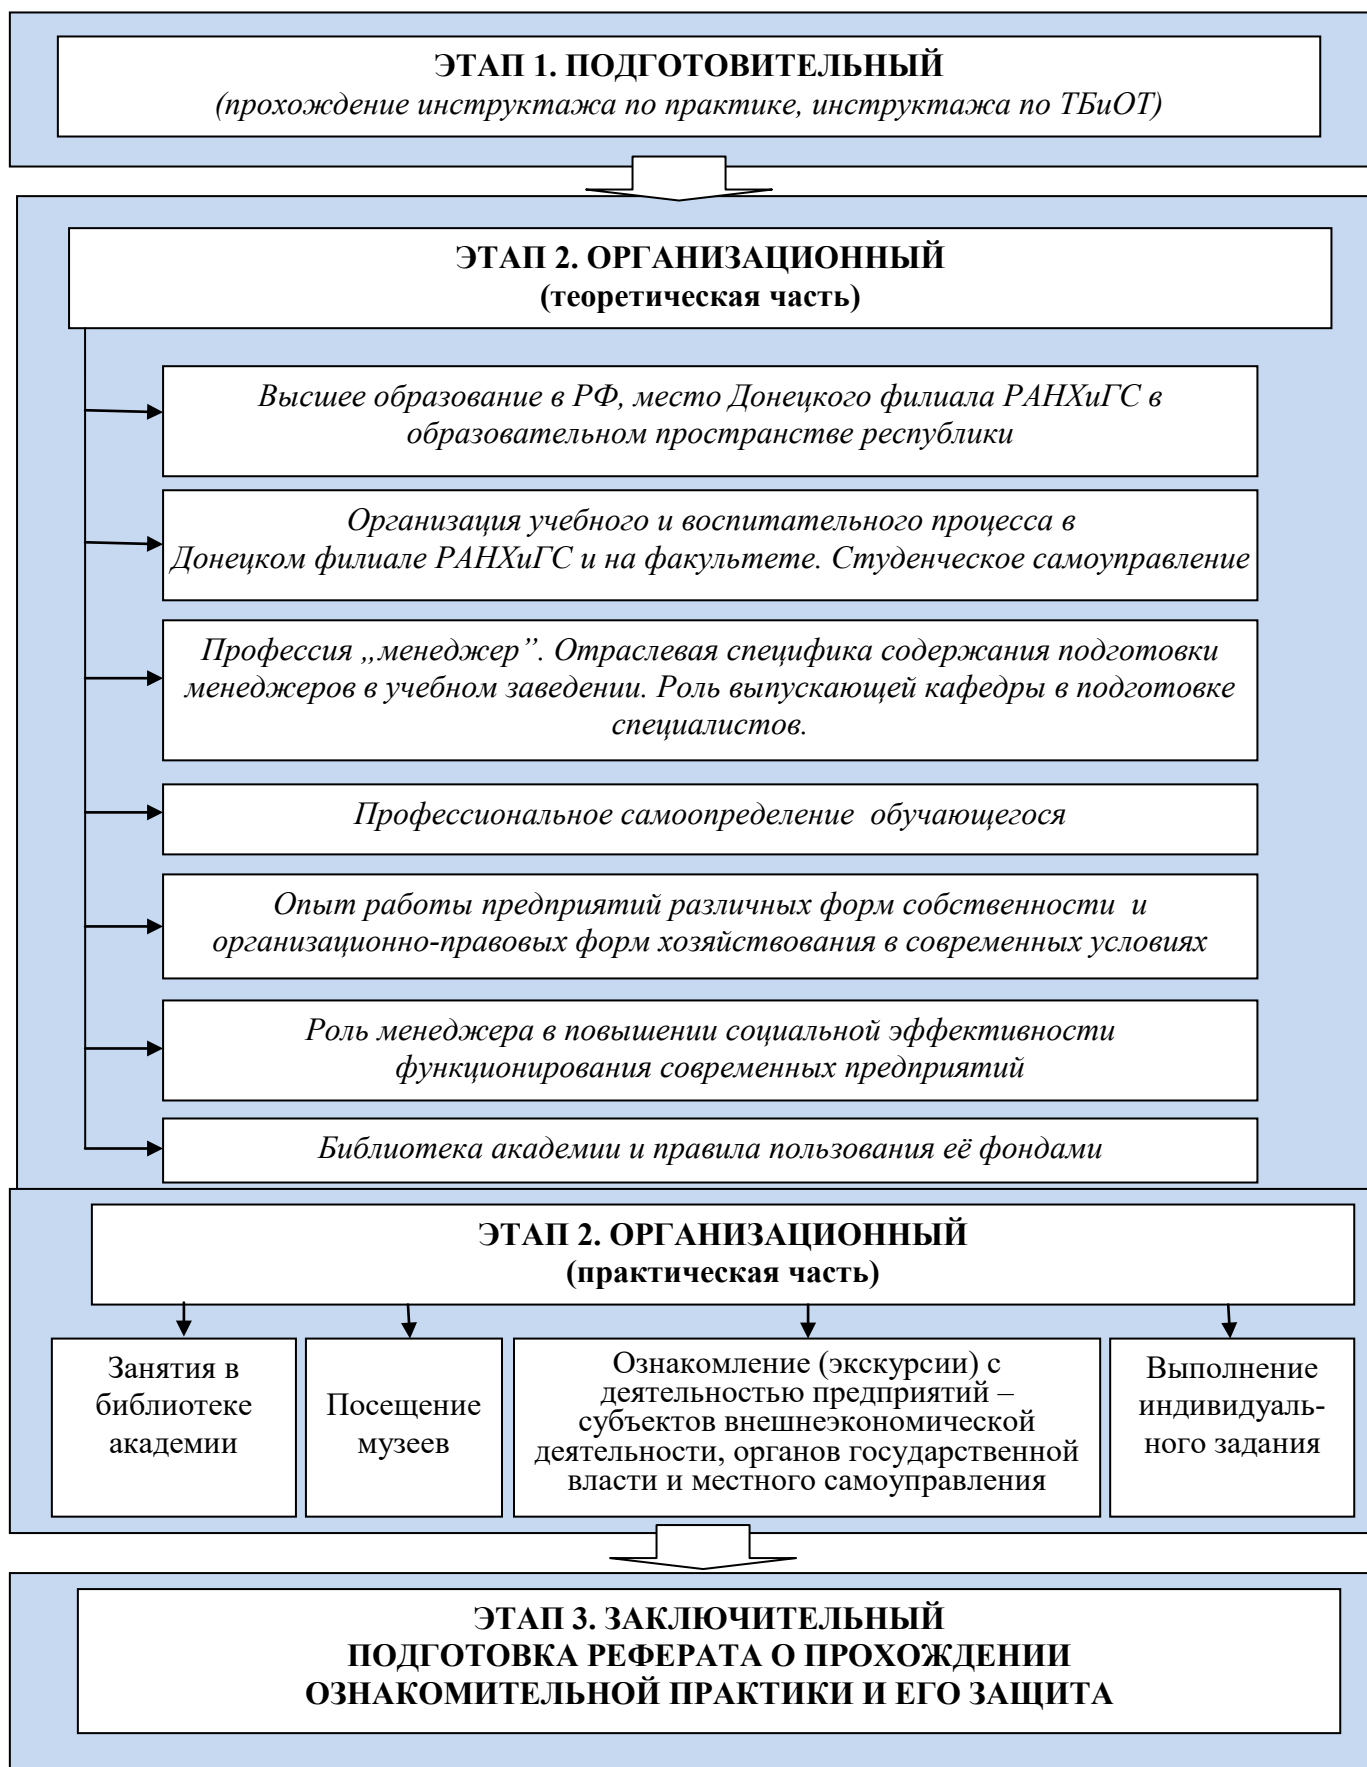 ЭТАП 1. ПОДГОТОВИТЕЛЬНЫЙ
(прохождение инструктажа по практике, инструктажа по ТБиОТ)
ЭТАП 2. ОРГАНИЗАЦИОННЫЙ
(теоретическая часть)
Высшее образование в РФ, место Донецкого филиала РАНХиГС в
образовательном пространстве республики
Организация учебного и воспитательного процесса в
Донецком филиале РАНХиГС и на факультете. Студенческое самоуправление
Профессия „менеджер”. Отраслевая специфика содержания подготовки
менеджеров в учебном заведении. Роль выпускающей кафедры в подготовке
специалистов.
Профессиональное самоопределение обучающегося
Опыт работы предприятий различных форм собственности и
организационно-правовых форм хозяйствования в современных условиях
Роль менеджера в повышении социальной эффективности
функционирования современных предприятий
Библиотека академии и правила пользования её фондами
ЭТАП 2. ОРГАНИЗАЦИОННЫЙ
(практическая часть)
Занятия в
библиотеке
академии
Посещение
музеев
Ознакомление (экскурсии) с
деятельностью предприятий –
субъектов внешнеэкономической
деятельности, органов государственной
власти и местного самоуправления
Выполнение
индивидуаль-
ного задания
ЭТАП 3. ЗАКЛЮЧИТЕЛЬНЫЙ
ПОДГОТОВКА РЕФЕРАТА О ПРОХОЖДЕНИИ
ОЗНАКОМИТЕЛЬНОЙ ПРАКТИКИ И ЕГО ЗАЩИТА